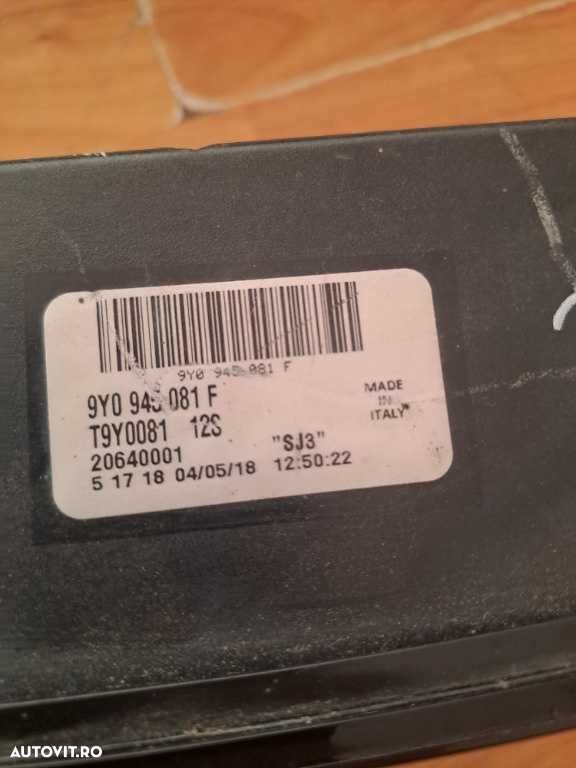 9Y0 945 081 F
9Y0 945 081 F
T9Y0081 12S
20640001 "SJ3"
5 17 18 04/05/18 12:50:22
MADE
IN
ITALY
AUTOVIT.RO